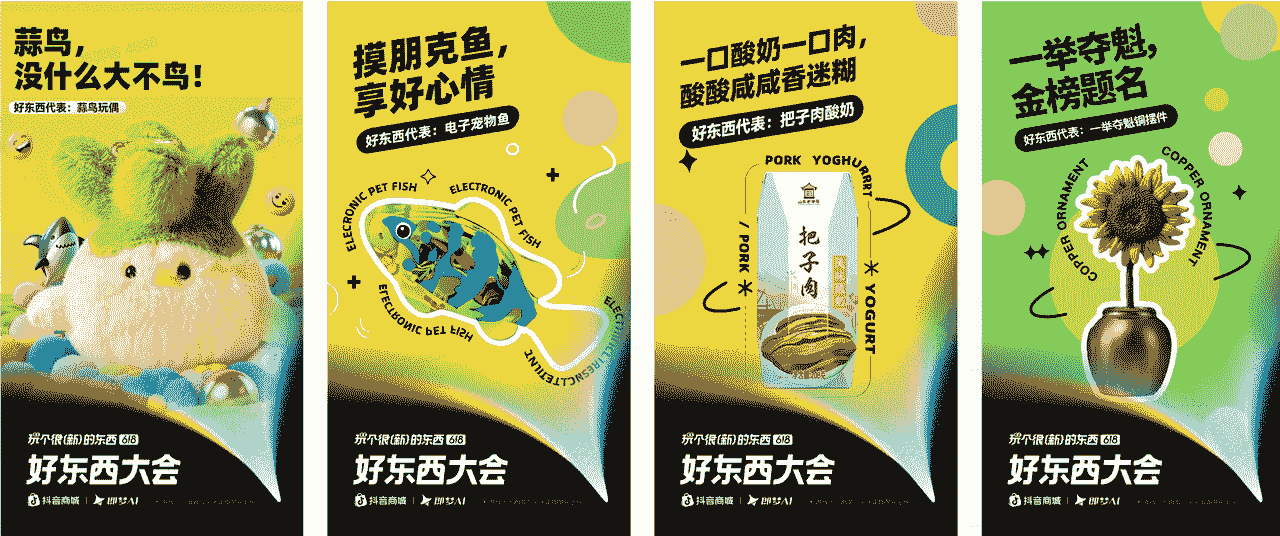 蒜鸟，
没什么大不鸟！
好东西代表：蒜鸟玩偶
玩个很(新)的东西 618
好东西大会
抖音商城 | 即梦AI
摸朋克鱼，
享好心情
好东西代表：电子宠物鱼
ELECRONIC PET FISH
ELECTRONIC PET FISH
ELECTRONIC PET FISH
玩个很(新)的东西 618
好东西大会
抖音商城 | 即梦AI
一口酸奶一口肉，
酸酸咸咸香迷糊
好东西代表：把子肉酸奶
PORK YOGHURRRT
/ PORK
YOGURT
把子肉
玩个很(新)的东西 618
好东西大会
抖音商城 | 即梦AI
一举夺魁，
金榜题名
好东西代表：一举夺魁铜摆件
COPPER ORNAMENT
COPPER ORNAMENT
玩个很(新)的东西 618
好东西大会
抖音商城 | 即梦AI